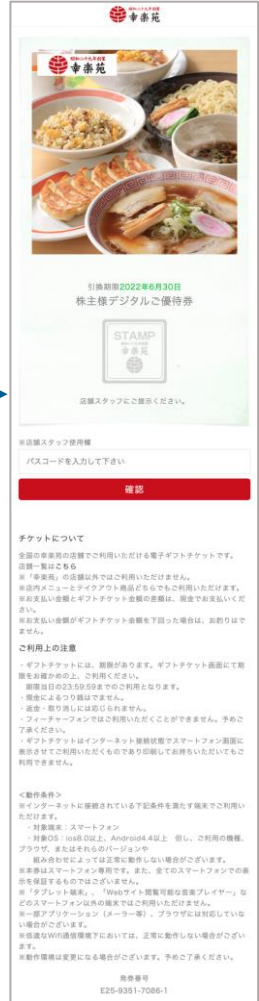 昭和二十九年創業
幸楽苑
昭和二十九年創業
幸楽苑
引換期限2022年6月30日
株主様デジタルご優待券
STAMP
昭和二十九年創業
幸楽苑
店舗スタッフにご提示ください。
※店舗スタッフ使用欄
パスコードを入力して下さい
確認
チケットについて
全国の幸楽苑の店舗でご利用いただける電子ギフトチケットです。
店舗一覧はこちら
※「幸楽苑」の店舗以外ではご利用いただけません。
※店内メニューとテイクアウト商品どちらでもご利用いただけます。
※お支払い金額とギフトチケット金額の差額は、現金でお支払いくだ
さい。
※お支払い金額がギフトチケット金額を下回った場合は、お釣りはで
ません。
ご利用上の注意
・ギフトチケットには、期限があります。ギフトチケット画面にて期
限をお確かめの上、ご利用ください。
期限当日の23:59:59までのご利用となります。
・現金によるつり銭はでません。
・返金・取り消しには応じられません。
・フィーチャーフォンではご利用いただくことができません。予めご
了承ください。
・ギフトチケットはインターネット接続状態でスマートフォン画面に
表示させてご利用いただくものであり印刷してお持ちいただいてもご
利用できません。
＜動作条件＞
※インターネットに接続されている下記条件を満たす端末でご利用い
ただけます。
・対象端末：スマートフォン
・対象OS：ios8.0以上、Android4.4以上　但し、ご利用の機種、
ブラウザ、またはそれらのバージョンや
組み合わせによっては正常に動作しない場合がございます。
※本券はスマートフォン専用です。また、全てのスマートフォンでの表
示を保証するものではございません。
※「タブレット端末」、「Webサイト閲覧可能な音楽プレイヤー」な
どのスマートフォン以外の端末ではご利用いただけません。
※一部アプリケーション（メーラー等）、ブラウザには対応していな
い場合がございます。
※低速なWifi通信環境下においては、正常に動作しない場合がござい
ます。
※動作環境は変更になる場合がございます。予めご了承ください。
発券番号
E25-9351-7086-1